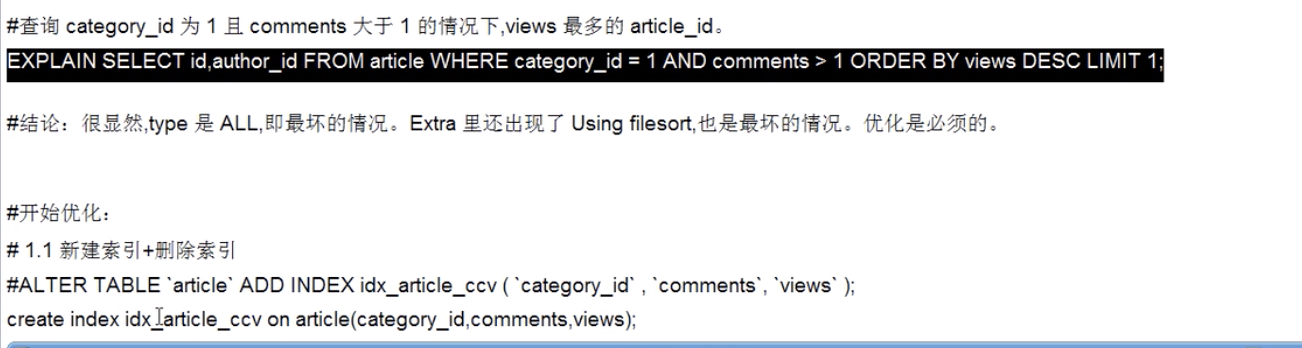 #查询 category_id 为 1 且 comments 大于 1 的情况下,views 最多的 article_id。
EXPLAIN SELECT id,author_id FROM article WHERE category_id = 1 AND comments > 1 ORDER BY views DESC LIMIT 1;
#结论：很显然,type 是 ALL,即最坏的情况。Extra 里还出现了 Using filesort,也是最坏的情况。优化是必须的。
#开始优化：
# 1.1 新建索引+删除索引
#ALTER TABLE `article` ADD INDEX idx_article_ccv ( `category_id` , `comments`, `views` );
create index idx_article_ccv on article(category_id,comments,views);